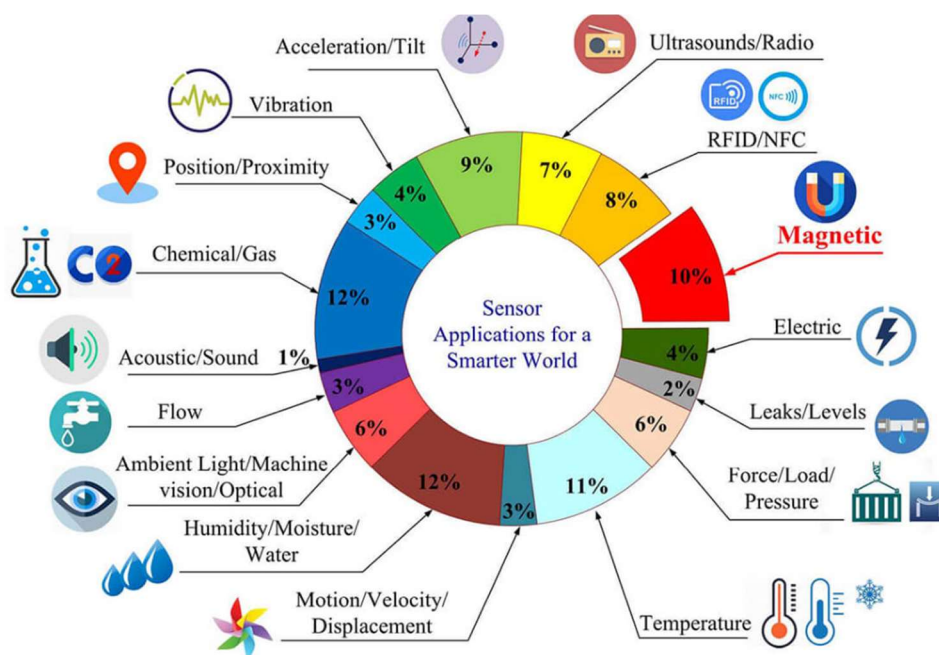 Acceleration/Tilt
Ultrasounds/Radio
Vibration
RFID
NFC
RFID/NFC
Position/Proximity
Magnetic
Chemical/Gas
CO2
Electric
Acoustic/Sound
Leaks/Levels
Flow
Force/Load/
Pressure
Ambient Light/Machine
vision/Optical
Humidity/Moisture/
Water
Motion/Velocity/
Displacement
Temperature
9%
7%
8%
10%
4%
2%
6%
11%
3%
12%
6%
3%
1%
12%
3%
4%
Sensor
Applications for a
Smarter World